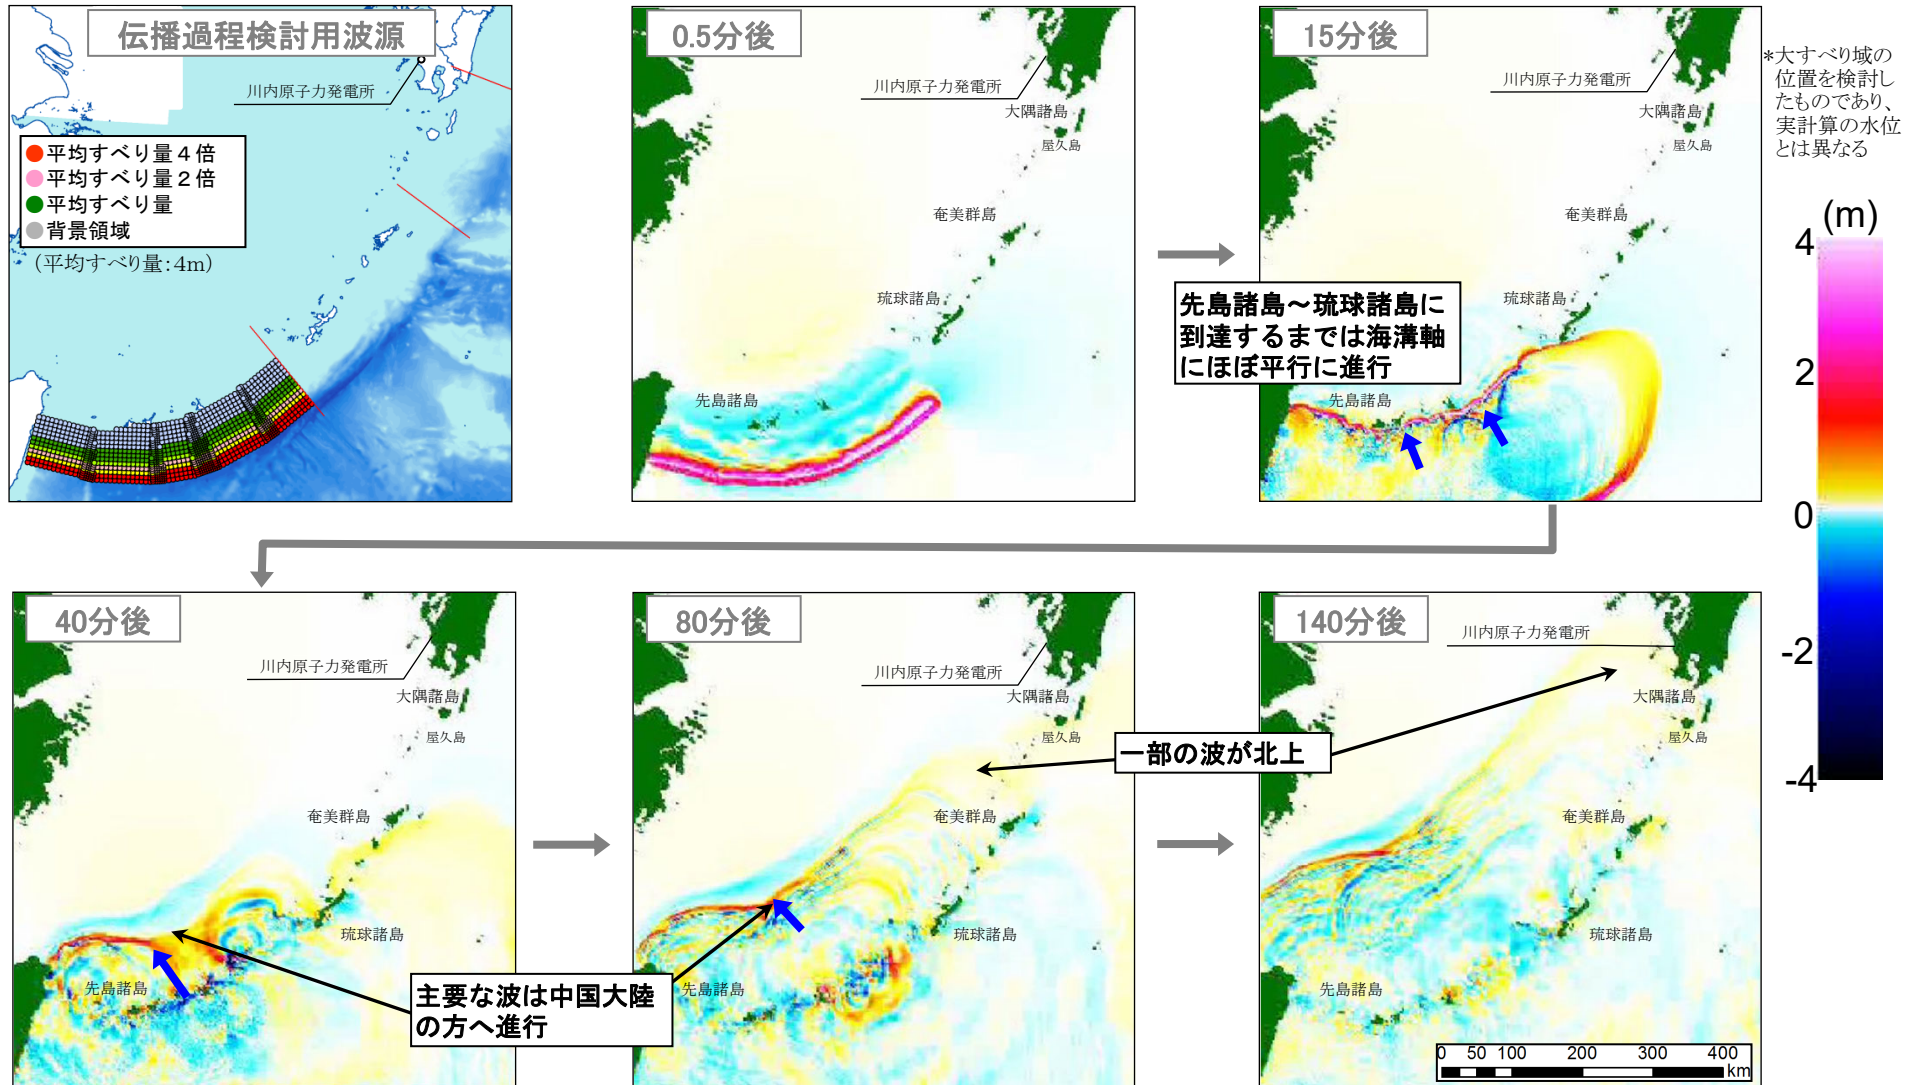 伝播過程検討用波源
川内原子力発電所
●平均すべり量４倍
●平均すべり量２倍
●平均すべり量
●背景領域
（平均すべり量：4m）
0.5分後
川内原子力発電所
大隅諸島
屋久島
奄美群島
琉球諸島
先島諸島
15分後
川内原子力発電所
大隅諸島
屋久島
奄美群島
琉球諸島
先島諸島
先島諸島～琉球諸島に
到達するまでは海溝軸
にほぼ平行に進行
*大すべり域の
位置を検討し
たものであり、
実計算の水位
とは異なる
(m)
4
2
0
-2
-4
40分後
川内原子力発電所
大隅諸島
屋久島
奄美群島
琉球諸島
先島諸島
主要な波は中国大陸
の方へ進行
80分後
川内原子力発電所
大隅諸島
屋久島
奄美群島
琉球諸島
先島諸島
一部の波が北上
140分後
川内原子力発電所
大隅諸島
屋久島
奄美群島
琉球諸島
先島諸島
0 50 100 200 300 400
km